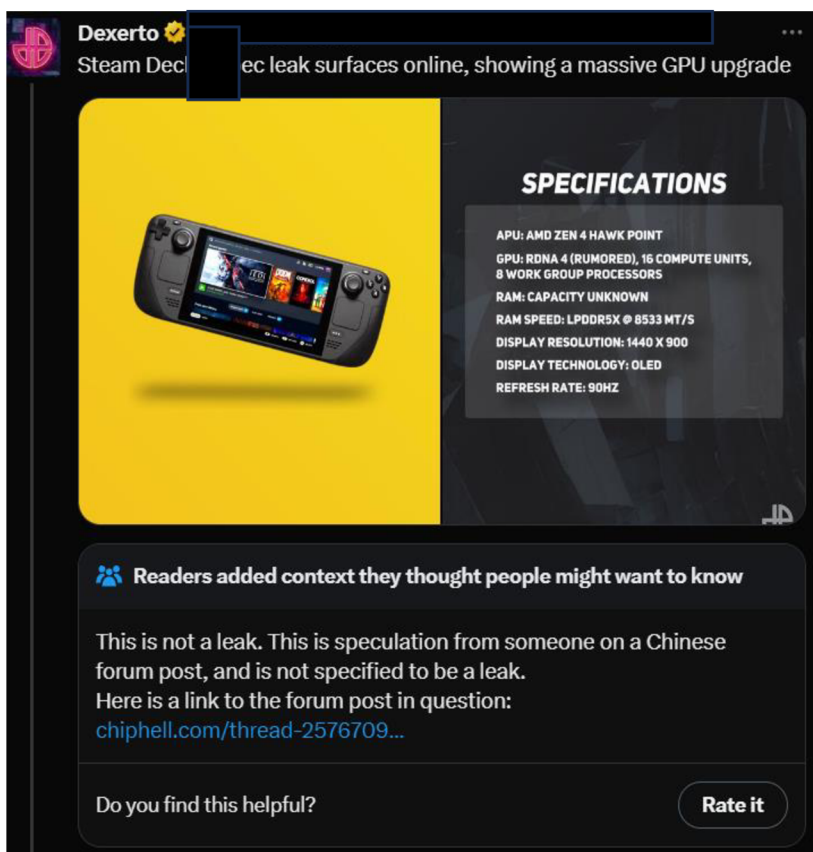 Dexerto
Steam Dec ec leak surfaces online, showing a massive GPU upgrade
SPECIFICATIONS
APU: AMD ZEN 4 HAWK POINT
GPU: RDNA 4 (RUMORED), 16 COMPUTE UNITS,
8 WORK GROUP PROCESSORS
RAM: CAPACITY UNKNOWN
RAM SPEED: LPDDR5X @ 8533 MT/S
DISPLAY RESOLUTION: 1440 X 900
DISPLAY TECHNOLOGY: OLED
REFRESH RATE: 90HZ
Readers added context they thought people might want to know
This is not a leak. This is speculation from someone on a Chinese
forum post, and is not specified to be a leak.
Here is a link to the forum post in question:
chiphell.com/thread-2576709...
Do you find this helpful?
Rate it